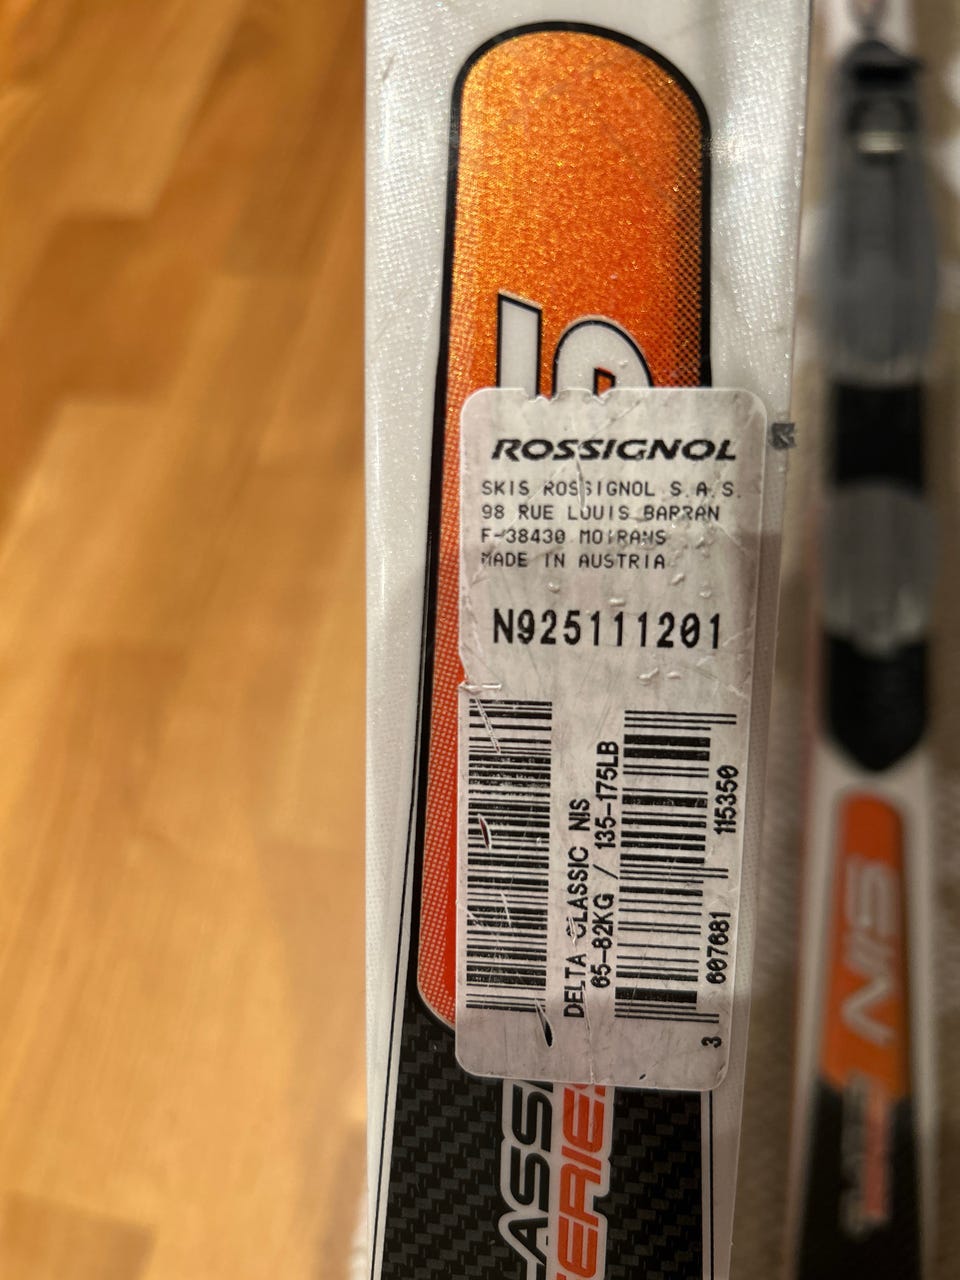 ROSSIGNOL
SKIS ROSSIGNOL S.A.S.
98 RUE LOUIS BARRAN
F-38430 MOIRANS
MADE IN AUSTRIA
N925111201
DELTA CLASSIC NIS
65-82KG / 135-175LB
3 607681 115350
NIS